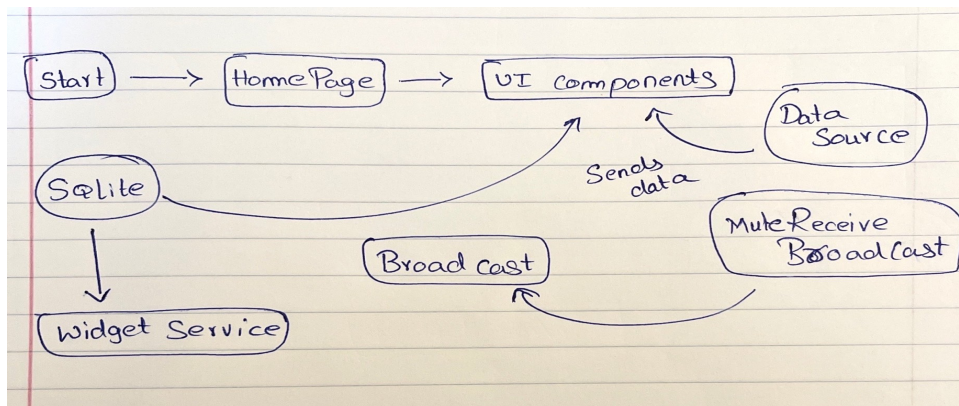 Start
HomePage
UI components
Data
Source
Sends
data
Sqlite
MuteReceive
Broadcast
Broad cast
Widget Service